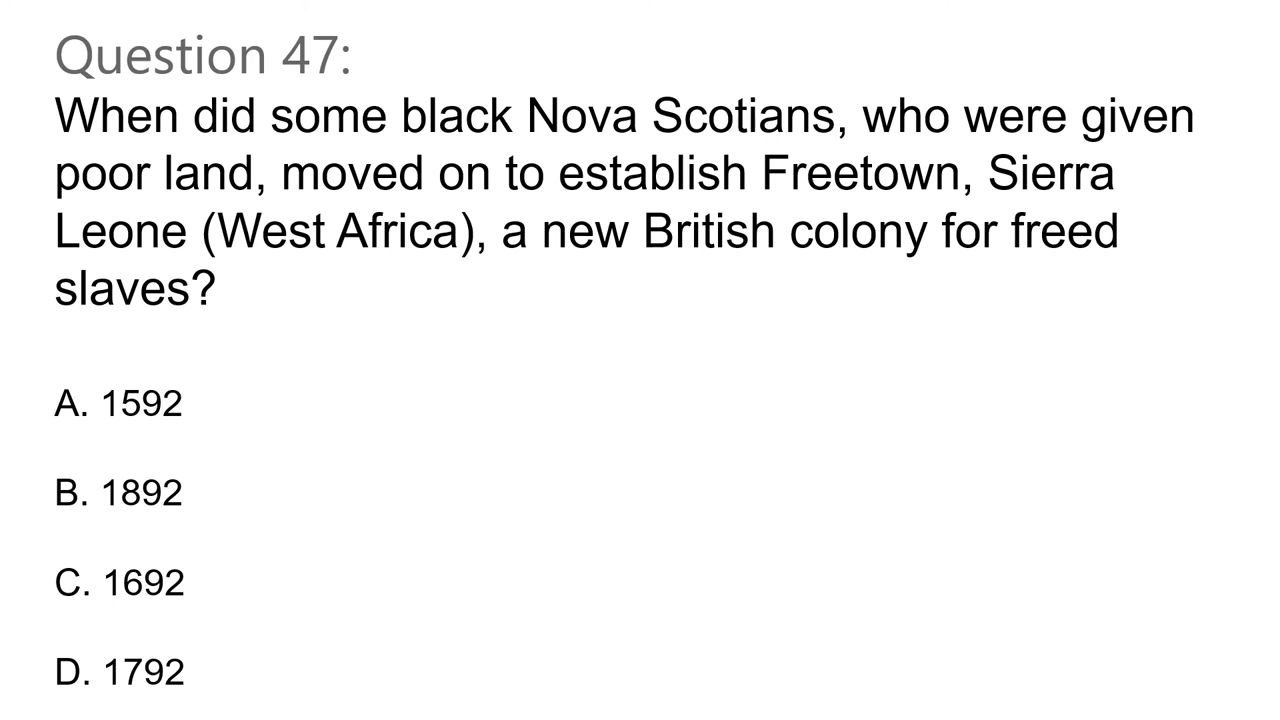 Question 47:
When did some black Nova Scotians, who were given
poor land, moved on to establish Freetown, Sierra
Leone (West Africa), a new British colony for freed
slaves?
A. 1592
B. 1892
C. 1692
D. 1792